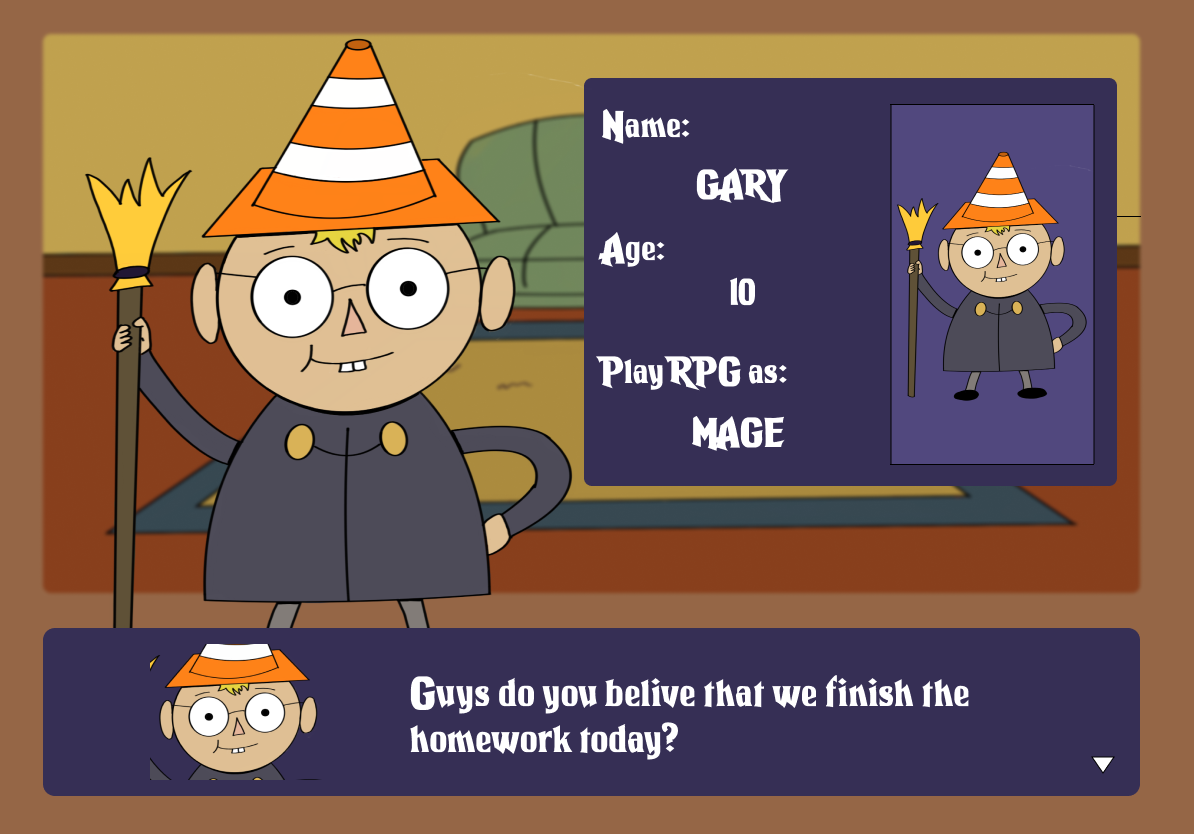 Name:
GARY
Age:
10
Play RPG as:
MAGE
Guys do you belive that we finish the
homework today?